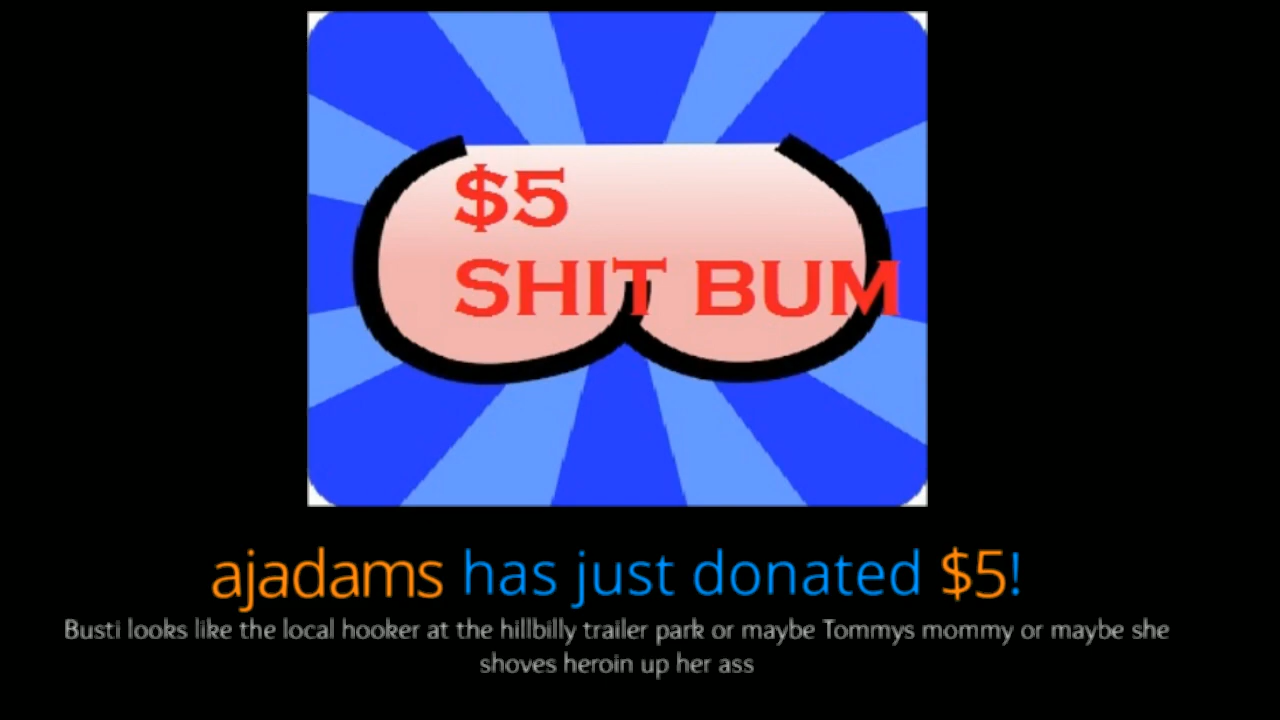 $5
SHIT BUM
ajadams has just donated $5!
Busti looks like the local hooker at the hillbilly trailer park or maybe Tommys mommy or maybe she
shoves heroin up her ass